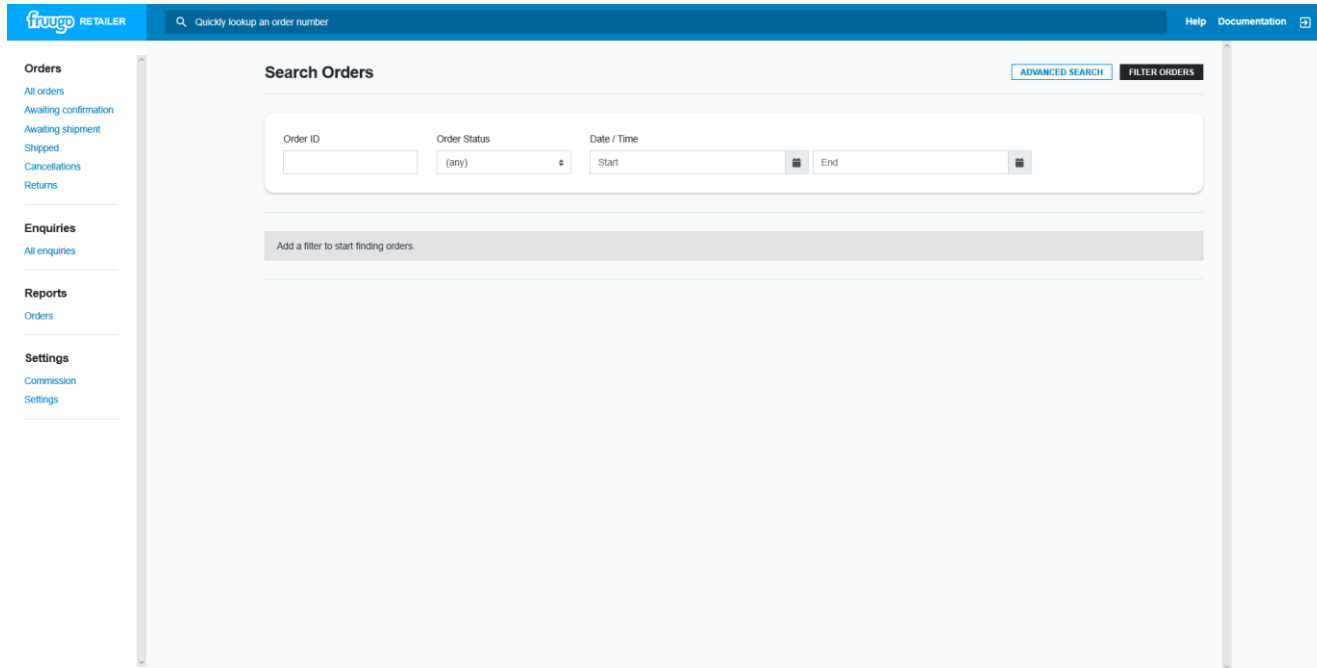 fruugo RETAILER
Quickly lookup an order number
Help Documentation
Orders
All orders
Awaiting confirmation
Awaiting shipment
Shipped
Cancellations
Returns
Enquiries
All enquiries
Reports
Orders
Settings
Commission
Settings
Search Orders
ADVANCED SEARCH FILTER ORDERS
Order ID Order Status Date / Time
(any) Start End
Add a filter to start finding orders.